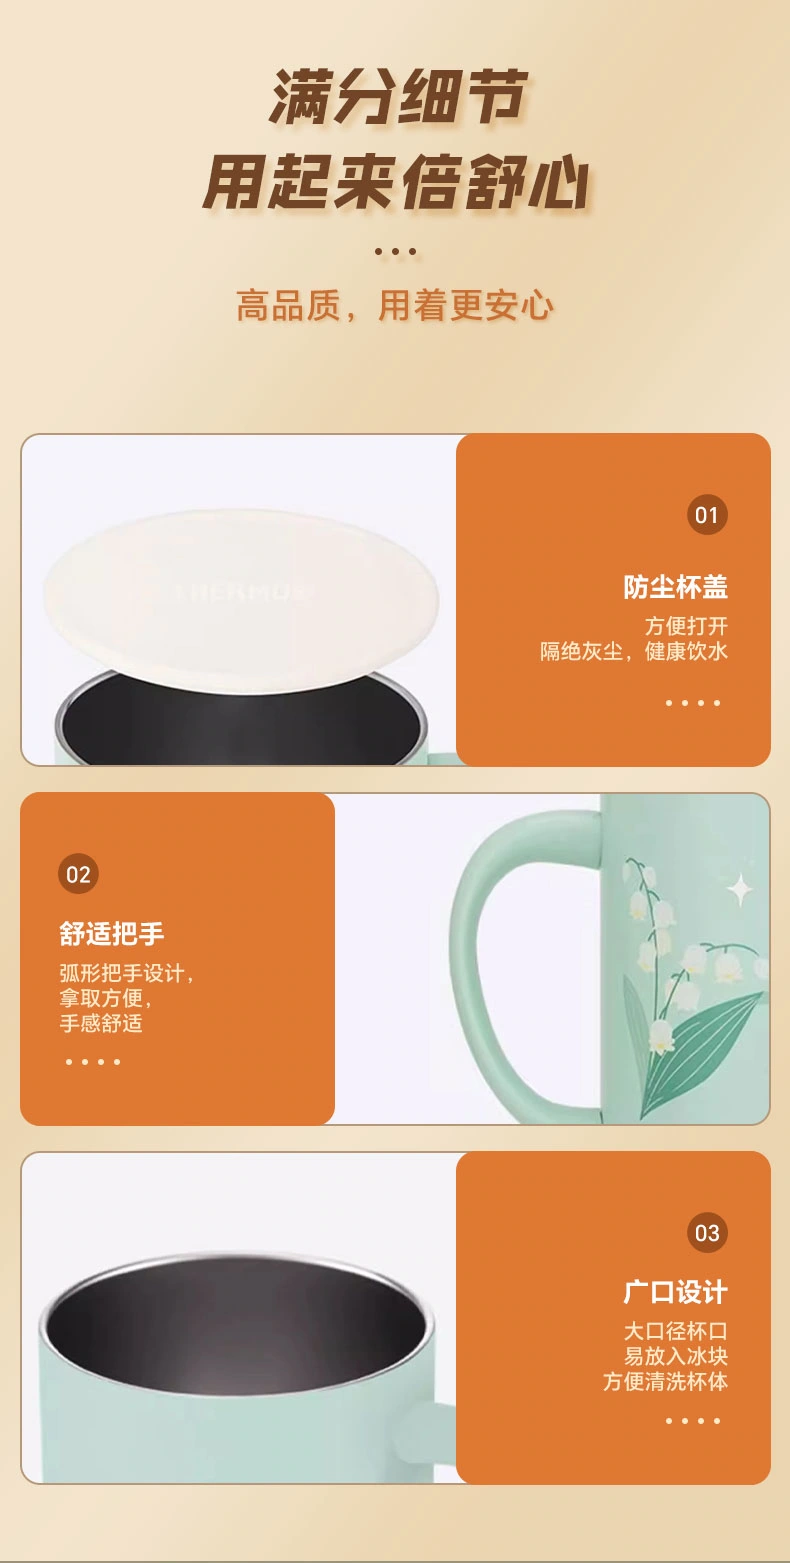 满分细节
用起来倍舒心
高品质，用着更安心
THERMOS
01
防尘杯盖
方便打开
隔绝灰尘，健康饮水
02
舒适把手
弧形把手设计，
拿取方便，
手感舒适
03
广口设计
大口径杯口
易放入冰块
方便清洗杯体